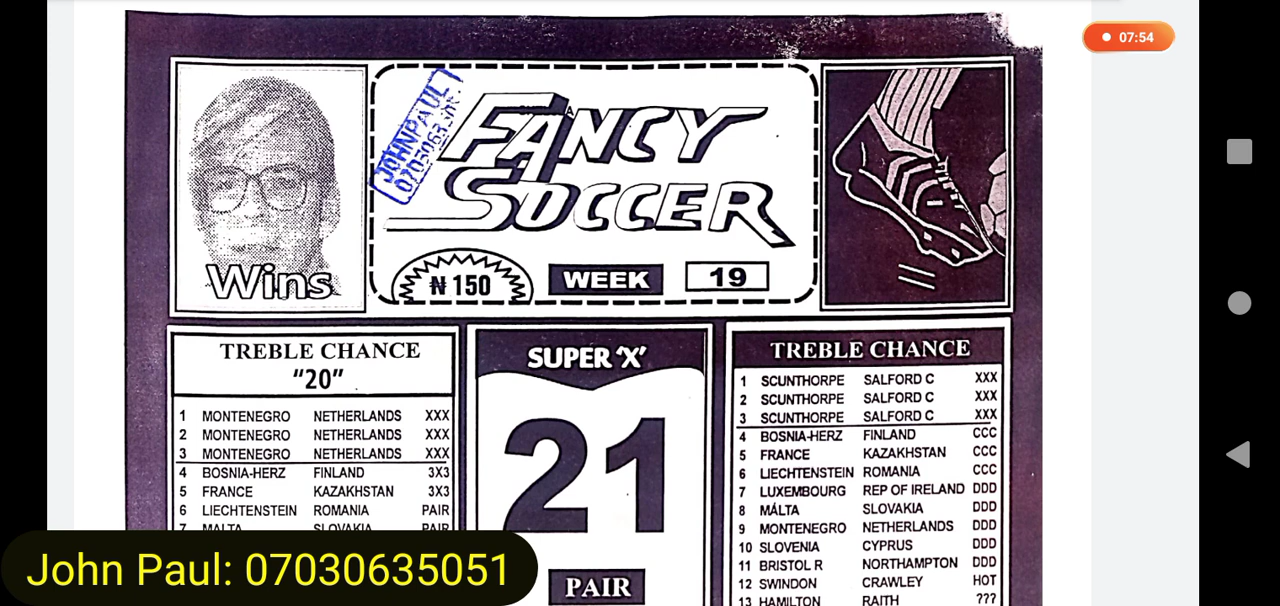 07:54
JOHNPAUL
FANCY
SOCCER
Wins
₦ 150
WEEK
19
TREBLE CHANCE
"20"
1 MONTENEGRO NETHERLANDS XXX
2 MONTENEGRO NETHERLANDS XXX
3 MONTENEGRO NETHERLANDS XXX
4 BOSNIA-HERZ FINLAND 3X3
5 FRANCE KAZAKHSTAN 3X3
6 LIECHTENSTEIN ROMANIA PAIR
7 MALTA SLOVAKIA PAIR
SUPER 'X'
21
PAIR
TREBLE CHANCE
1 SCUNTHORPE SALFORD C XXX
2 SCUNTHORPE SALFORD C XXX
3 SCUNTHORPE SALFORD C XXX
4 BOSNIA-HERZ FINLAND CCC
5 FRANCE KAZAKHSTAN CCC
6 LIECHTENSTEIN ROMANIA CCC
7 LUXEMBOURG REP OF IRELAND DDD
8 MALTA SLOVAKIA DDD
9 MONTENEGRO NETHERLANDS DDD
10 SLOVENIA CYPRUS DDD
11 BRISTOL R NORTHAMPTON DDD
12 SWINDON CRAWLEY HOT
13 HAMILTON RAITH ???
John Paul: 07030635051